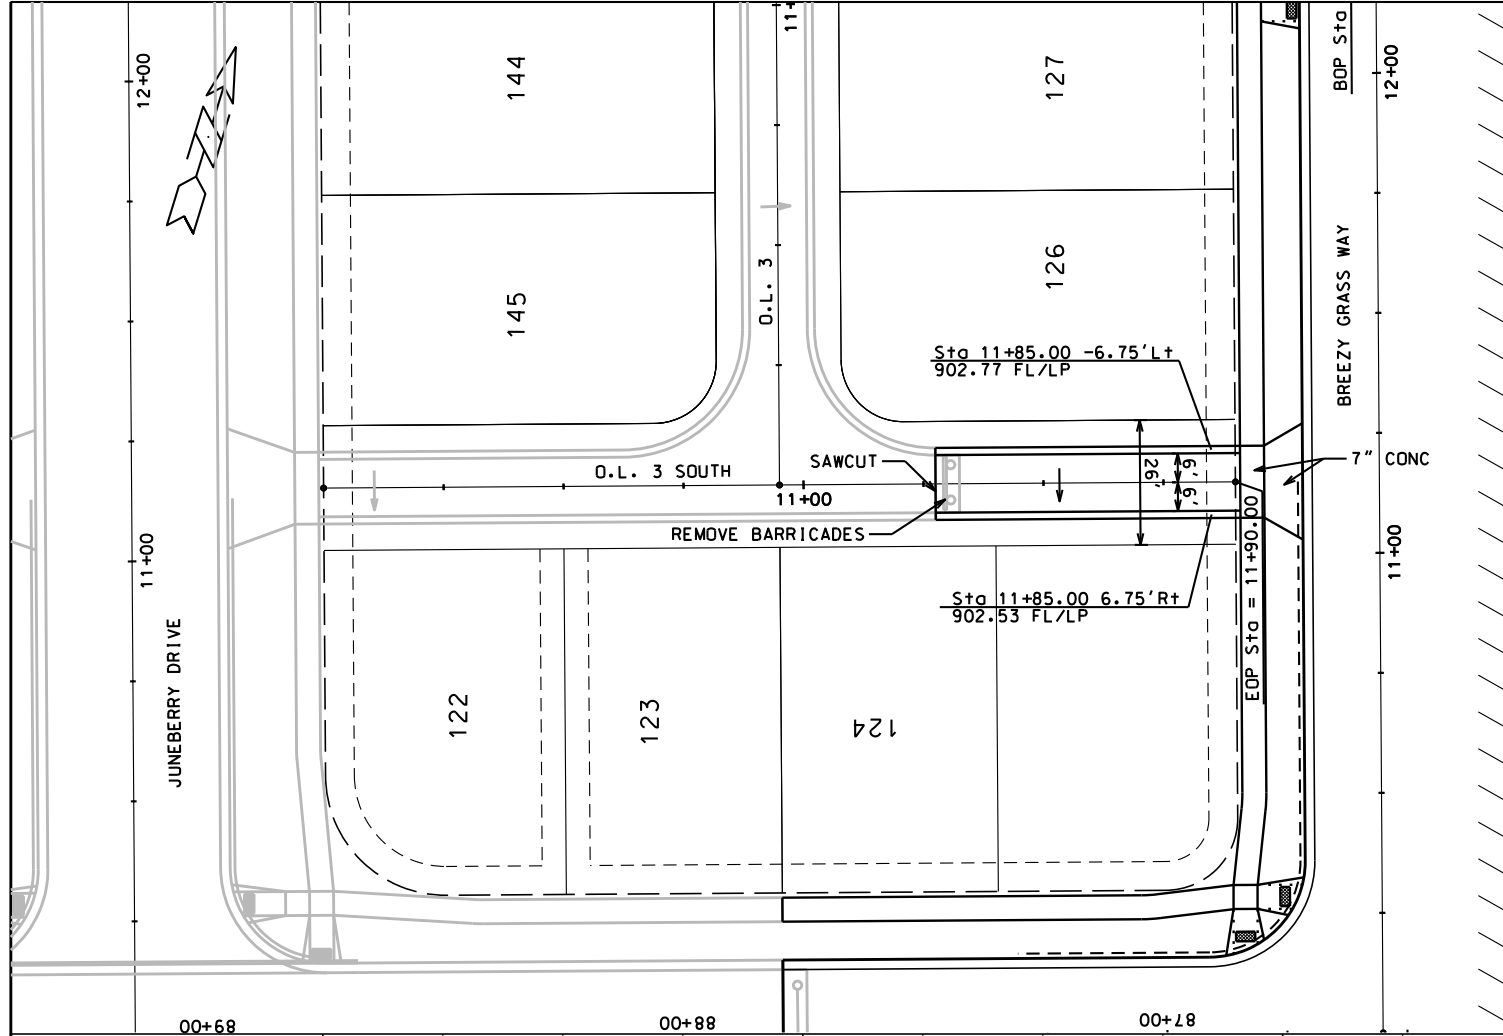 11+
BOP Sta
12+00
12+00
144
127
145
126
O.L. 3
BREEZY GRASS WAY
Sta 11+85.00 -6.75'Lt
902.77 FL/LP
SAWCUT
O.L. 3 SOUTH
11+00
REMOVE BARRICADES
26'
6'
6'
7" CONC
11+00
11+00
EOP Sta = 11+90.00
Sta 11+85.00 6.75'Rt
902.53 FL/LP
JUNEBERRY DRIVE
122
123
124
89+00
88+00
87+00